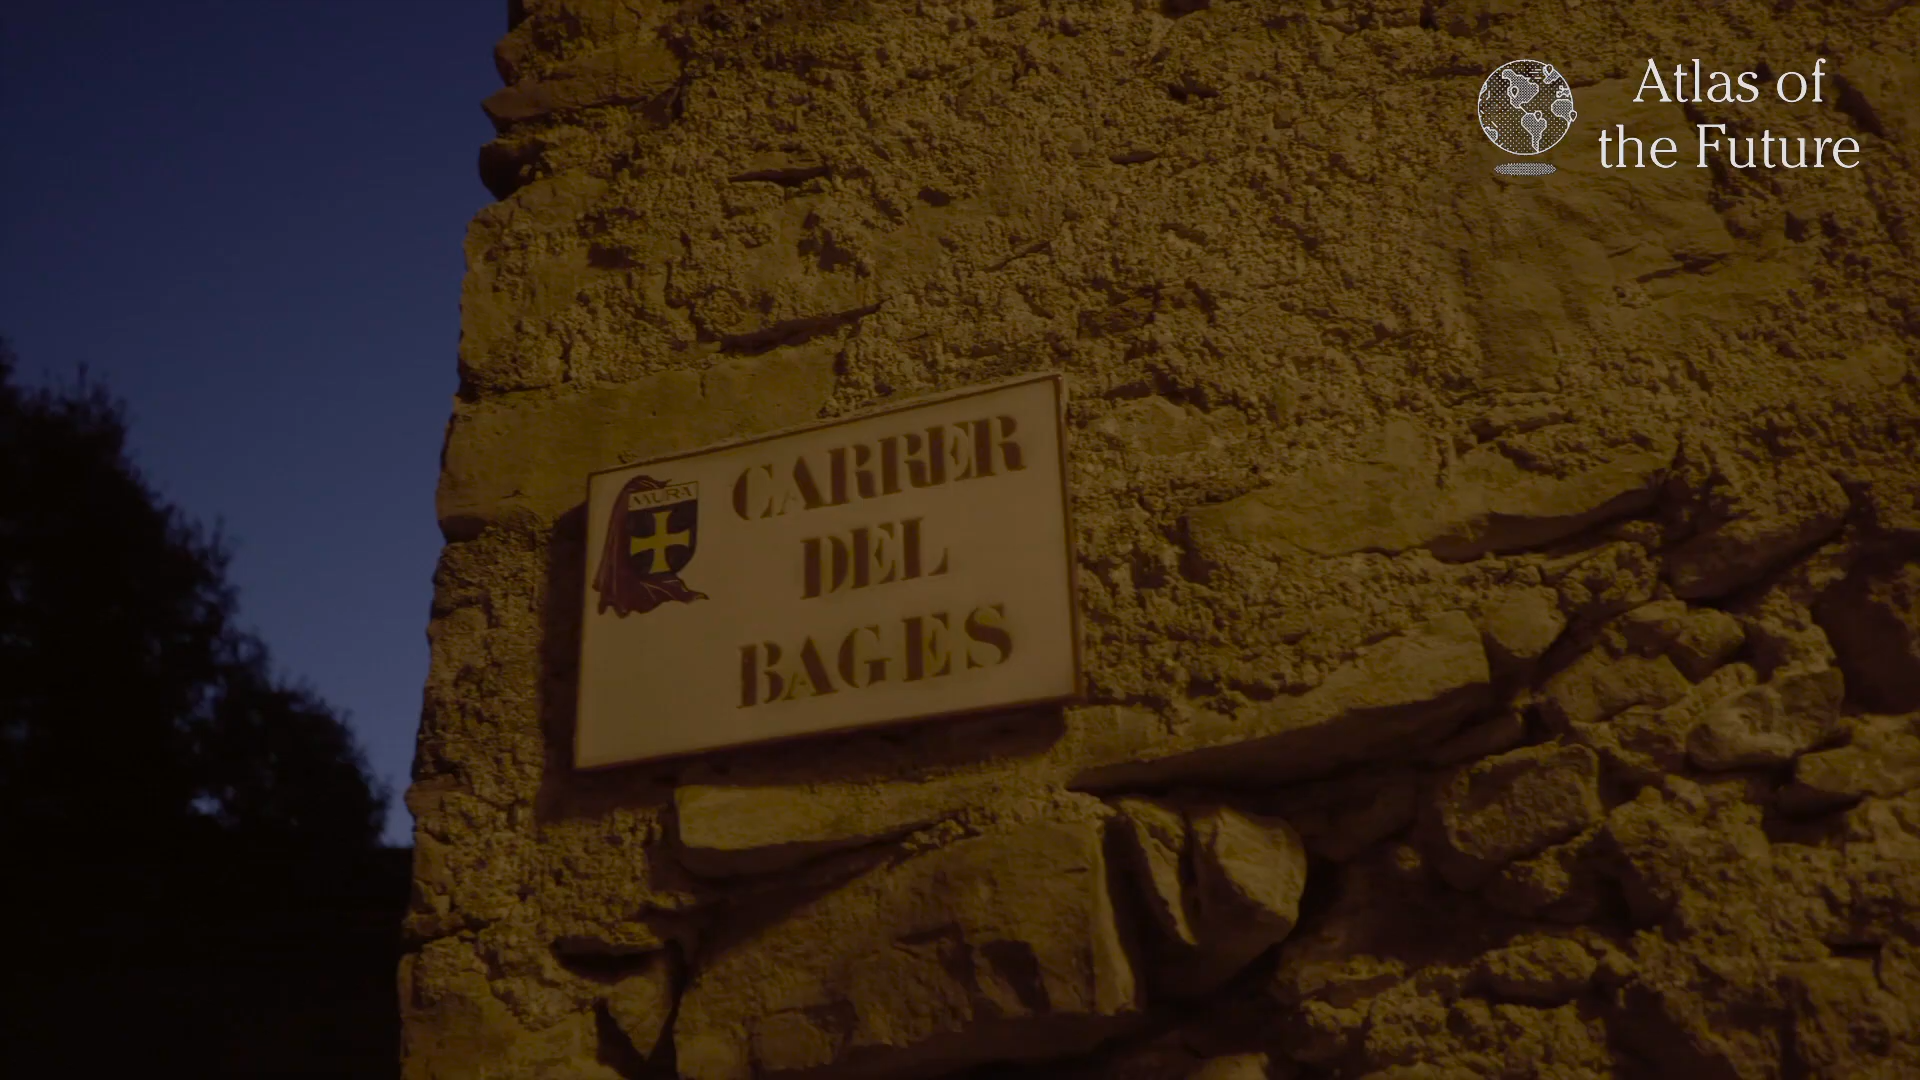 Atlas of
the Future
MURA
CARRER
DEL
BAGES